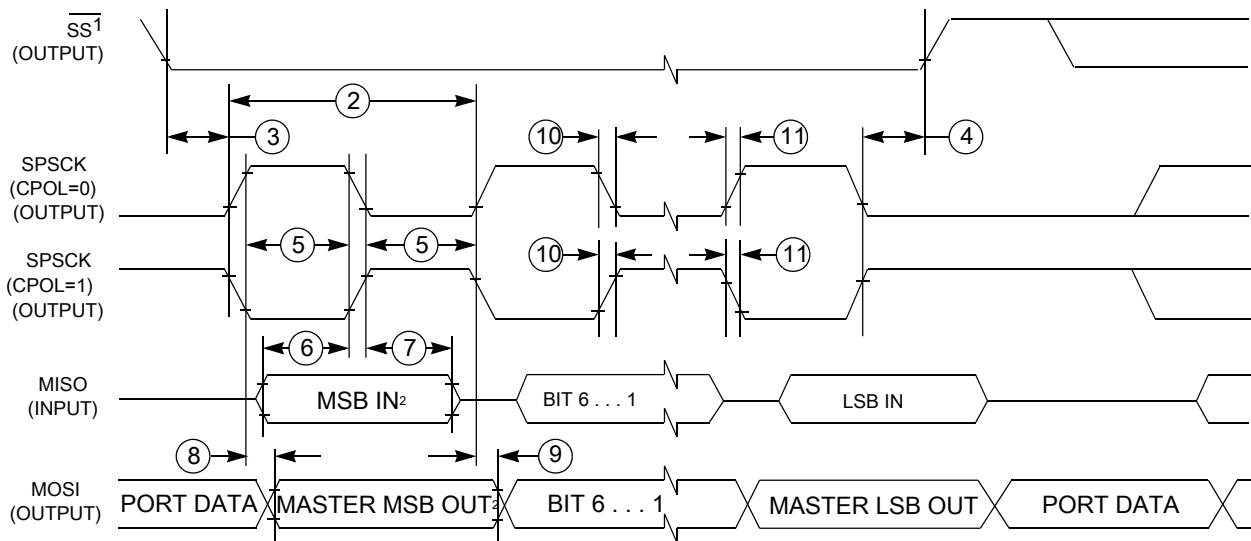 SS1
(OUTPUT)
2
3
10
11
4
SPSCK
(CPOL=0)
(OUTPUT)
5
5
SPSCK
(CPOL=1)
(OUTPUT)
10
11
6
7
MISO
(INPUT)
MSB IN2
BIT 6 . . . 1
LSB IN
8
9
MOSI
(OUTPUT)
PORT DATA
MASTER MSB OUT2
BIT 6 . . . 1
MASTER LSB OUT
PORT DATA